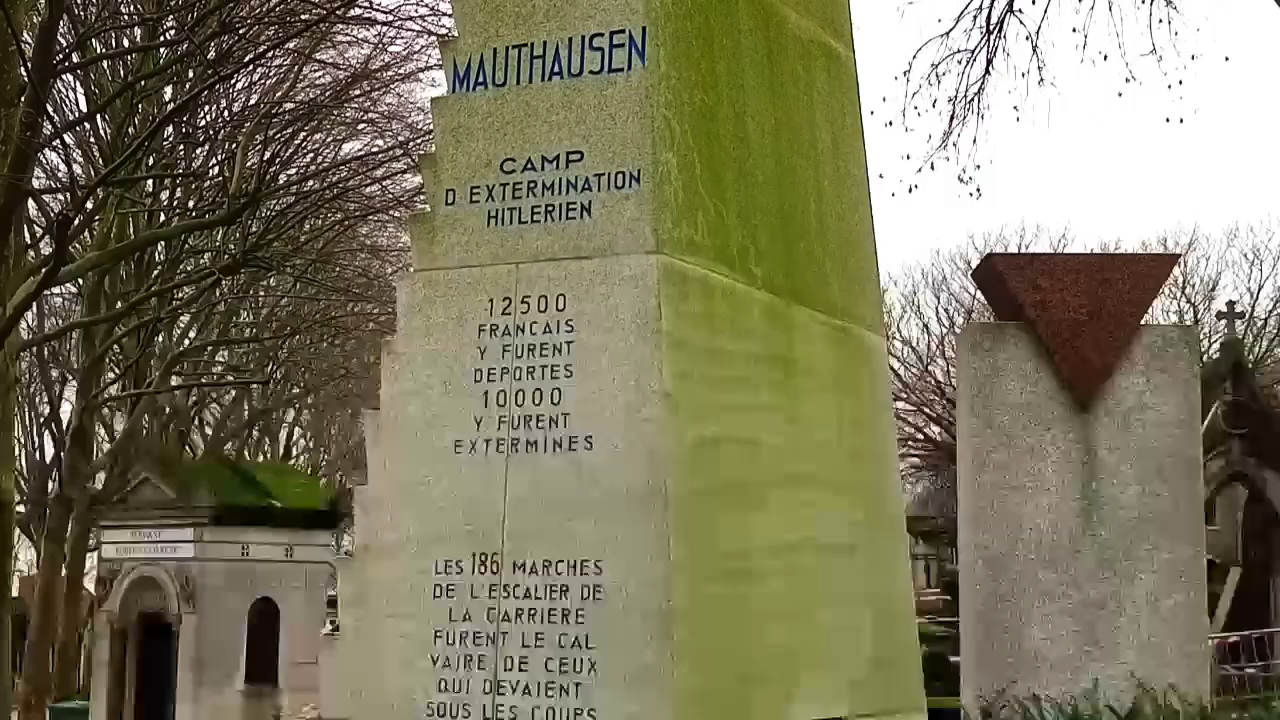 MAUTHAUSEN
CAMP
D EXTERMINATION
HITLERIEN
12500
FRANCAIS
Y FURENT
DEPORTES
10000
Y FURENT
EXTERMINES
LES 186 MARCHES
DE L'ESCALIER DE
LA CARRIERE
FURENT LE CAL
VAIRE DE CEUX
QUI DEVAIENT
SOUS LES COUPS